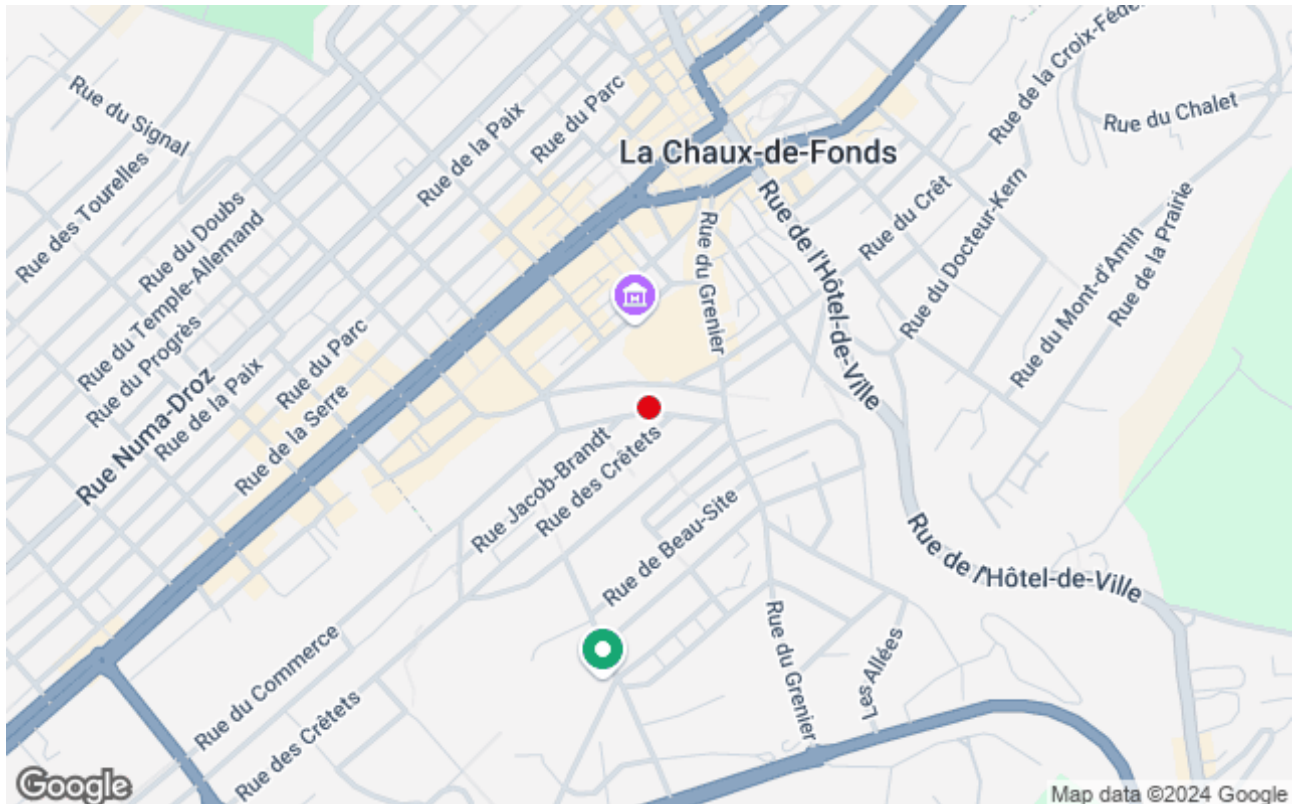 Rue du Signal
Rue du Parc
Rue de la Croix-Féder
Rue du Chalet
Rue de la Paix
La Chaux-de-Fonds
Rue des Tourelles
Rue du Doubs
Rue du Temple-Allemand
Rue du Crêt
Rue du Docteur-Kern
Rue de la Prairie
Rue du Grenier
Rue de l'Hôtel-de-Ville
Rue du Mont-d'Amin
Rue du Progrès
Rue du Parc
Rue Numa-Droz
Rue de la Paix
Rue de la Serre
Rue Jacob-Brandt
Rue des Crêtets
Rue de Beau-Site
Rue de l'Hôtel-de-Ville
Rue du Commerce
Rue du Grenier
Les Allées
Rue des Crêtets
Google
Map data ©2024 Google